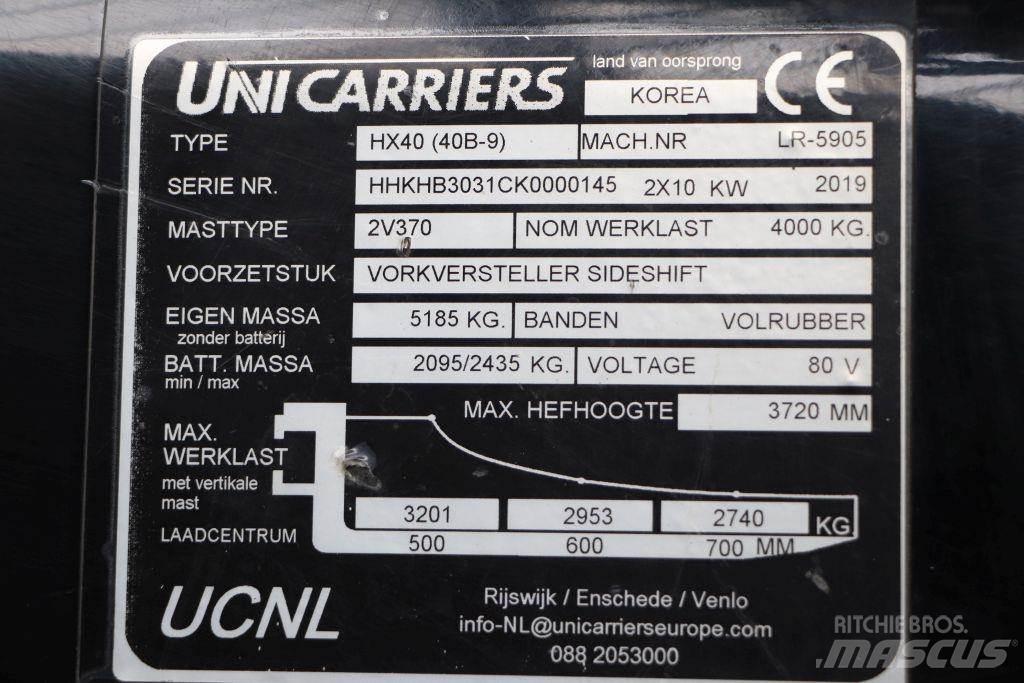 UNICARRIERS
land van oorsprong
KOREA
CE
TYPE HX40 (40B-9) MACH.NR LR-5905
SERIE NR. HHKHB3031CK0000145 2X10 KW 2019
MASTTYPE 2V370 NOM WERKLAST 4000 KG.
VOORZETSTUK VORKVERSTELLER SIDESHIFT
EIGEN MASSA 5185 KG. BANDEN VOLRUBBER
zonder batterij
BATT. MASSA 2095/2435 KG. VOLTAGE 80 V
min / max
MAX. HEFHOOGTE 3720 MM
MAX.
WERKLAST
met vertikale
mast
3201 2953 2740 KG
LAADCENTRUM 500 600 700 MM
UCNL
Rijswijk / Enschede / Venlo
info-NL@unicarrierseurope.com
088 2053000
RITCHIE BROS.
MASCUS